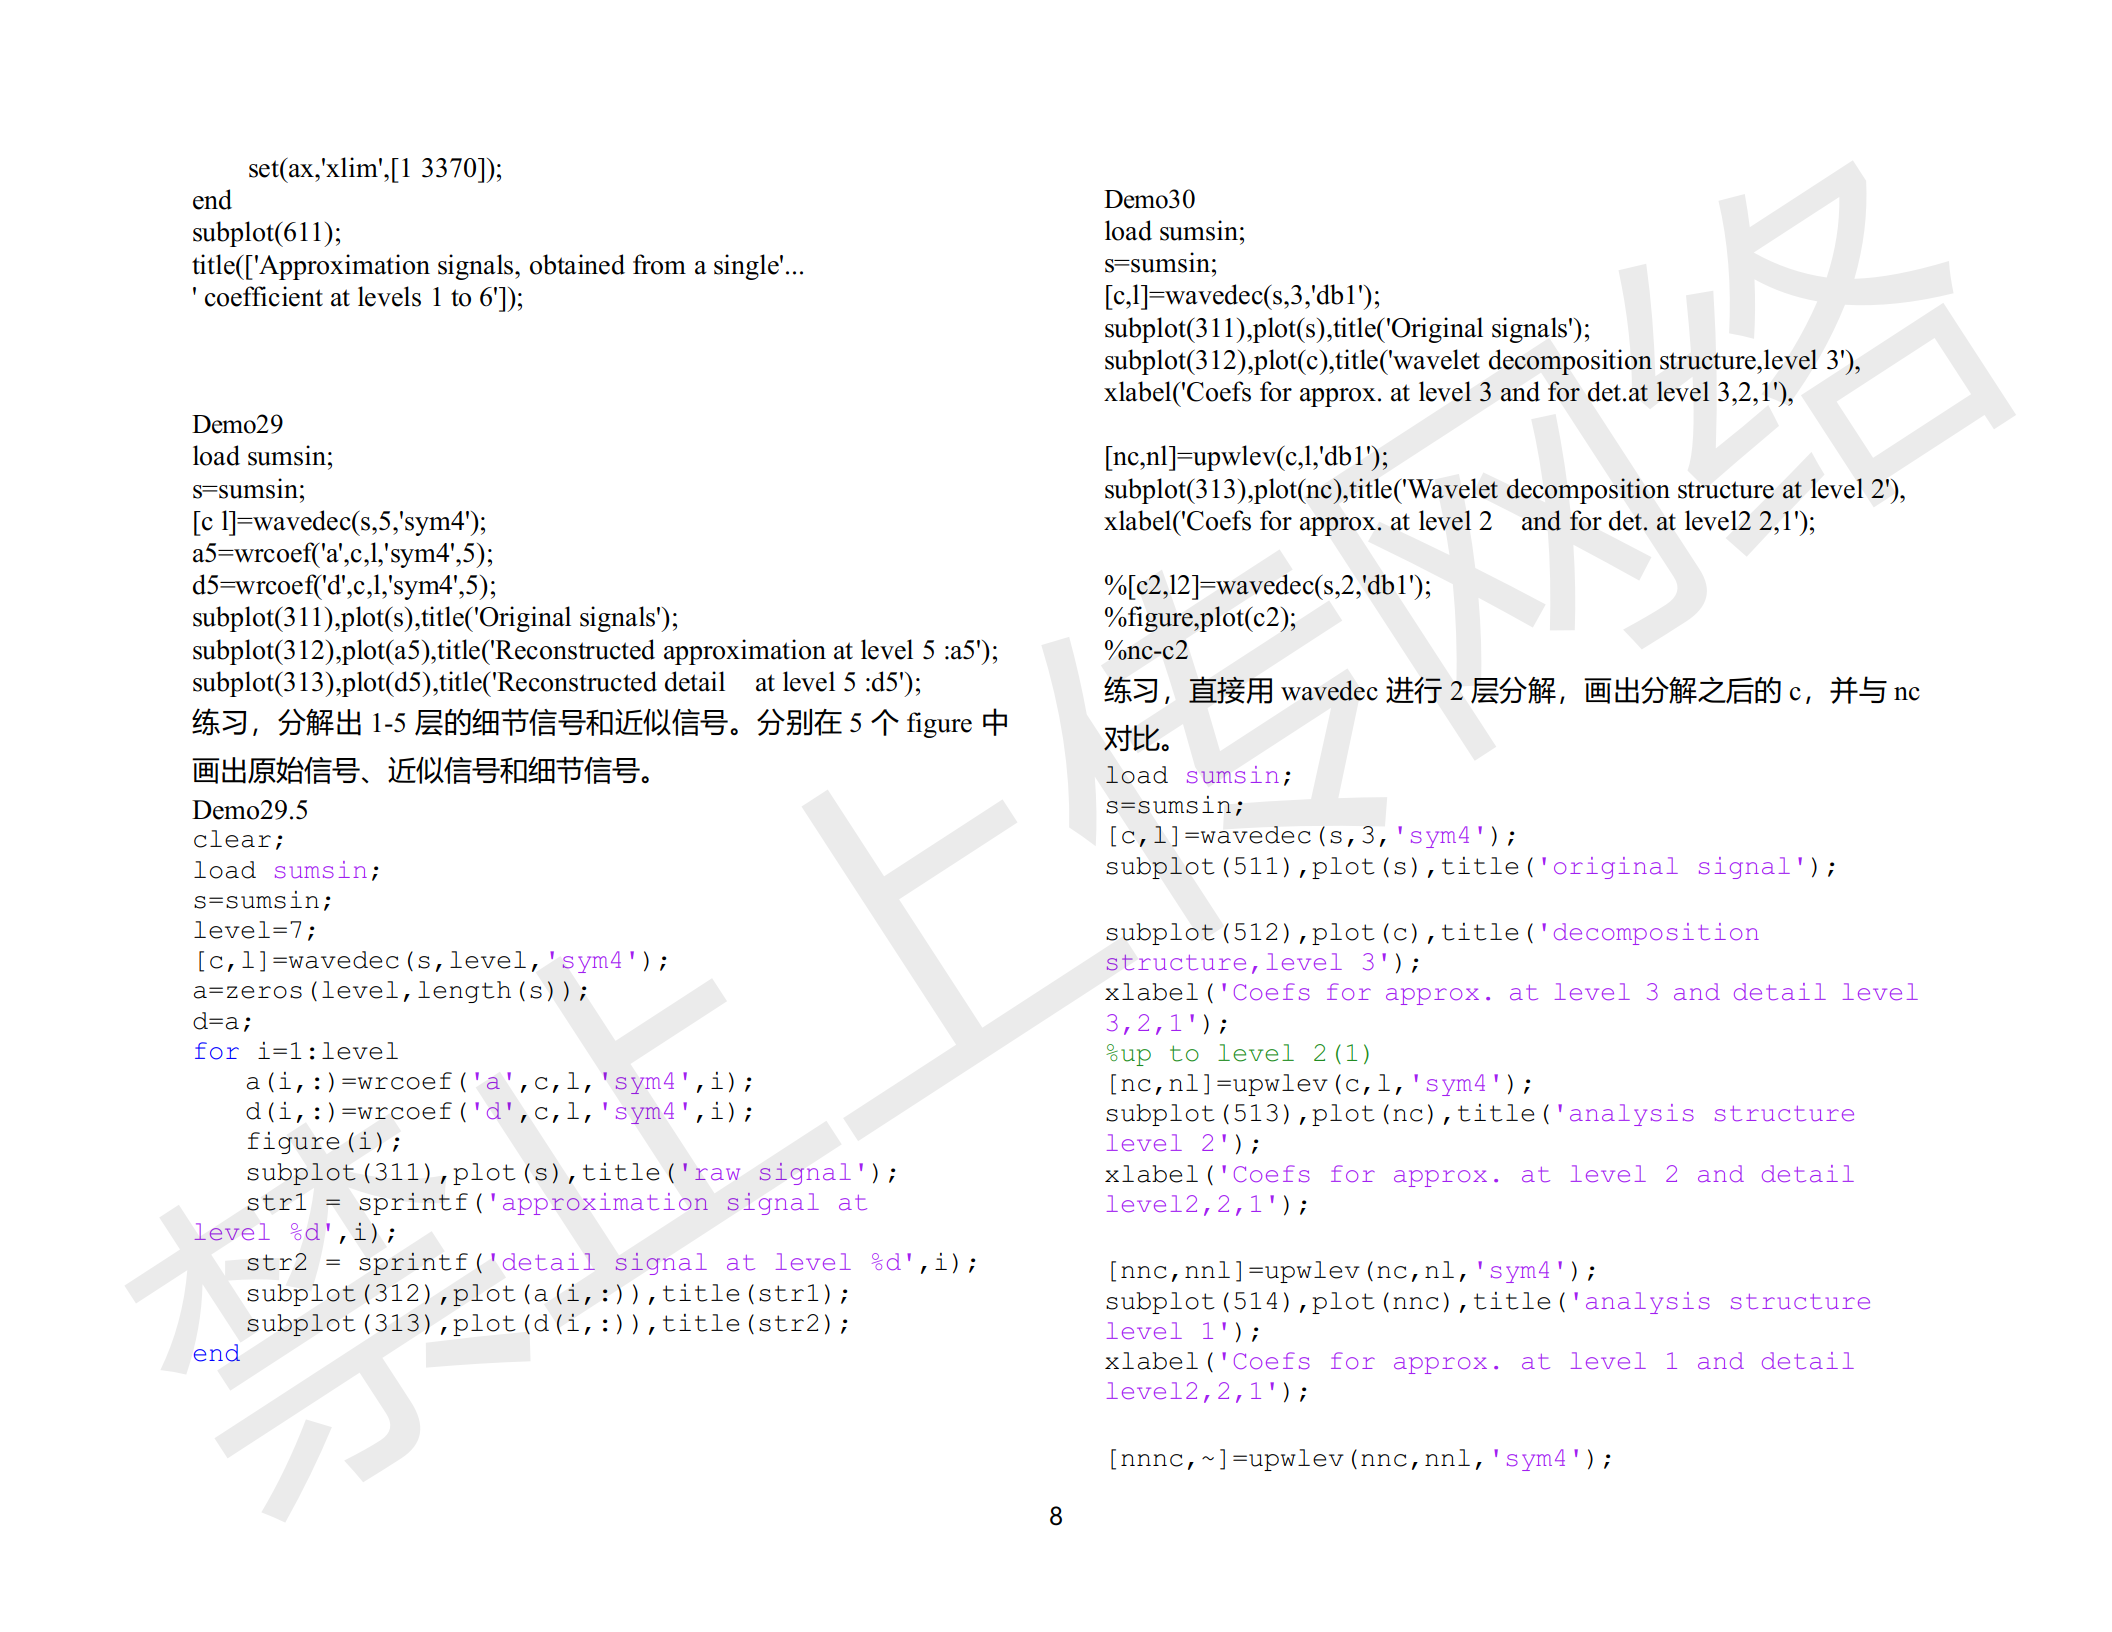 set(ax,'xlim',[1 3370]);
end
subplot(611);
title(['Approximation signals, obtained from a single'...
' coefficient at levels 1 to 6']);
Demo29
load sumsin;
s=sumsin;
[c l]=wavedec(s,5,'sym4');
a5=wrcoef('a',c,l,'sym4',5);
d5=wrcoef('d',c,l,'sym4',5);
subplot(311),plot(s),title('Original signals');
subplot(312),plot(a5),title('Reconstructed approximation at level 5 :a5');
subplot(313),plot(d5),title('Reconstructed detail    at level 5 :d5');
练习，分解出 1-5 层的细节信号和近似信号。分别在 5 个 figure 中
画出原始信号、近似信号和细节信号。
Demo29.5
clear;
load sumsin;
s=sumsin;
level=7;
[c,l]=wavedec(s,level,'sym4');
a=zeros(level,length(s));
d=a;
for i=1:level
a(i,:)=wrcoef('a',c,l,'sym4',i);
d(i,:)=wrcoef('d',c,l,'sym4',i);
figure(i);
subplot(311),plot(s),title('raw signal');
str1 = sprintf('approximation signal at
level %d',i);
str2 = sprintf('detail signal at level %d',i);
subplot(312),plot(a(i,:)),title(str1);
subplot(313),plot(d(i,:)),title(str2);
end
Demo30
load sumsin;
s=sumsin;
[c,l]=wavedec(s,3,'db1');
subplot(311),plot(s),title('Original signals');
subplot(312),plot(c),title('wavelet decomposition structure,level 3'),
xlabel('Coefs for approx. at level 3 and for det.at level 3,2,1'),
[nc,nl]=upwlev(c,l,'db1');
subplot(313),plot(nc),title('Wavelet decomposition structure at level 2'),
xlabel('Coefs for approx. at level 2    and for det. at level2 2,1');
%[c2,l2]=wavedec(s,2,'db1');
%figure,plot(c2);
%nc-c2
练习，直接用 wavedec 进行 2 层分解，画出分解之后的 c，并与 nc
对比。
load sumsin;
s=sumsin;
[c,l]=wavedec(s,3,'sym4');
subplot(511),plot(s),title('original signal');
subplot(512),plot(c),title('decomposition
structure,level 3');
xlabel('Coefs for approx. at level 3 and detail level
3,2,1');
%up to level 2(1)
[nc,nl]=upwlev(c,l,'sym4');
subplot(513),plot(nc),title('analysis structure
level 2');
xlabel('Coefs for approx. at level 2 and detail
level2,2,1');
[nnc,nnl]=upwlev(nc,nl,'sym4');
subplot(514),plot(nnc),title('analysis structure
level 1');
xlabel('Coefs for approx. at level 1 and detail
level2,2,1');
[nnnc,~]=upwlev(nnc,nnl,'sym4');
8
禁止上传网络